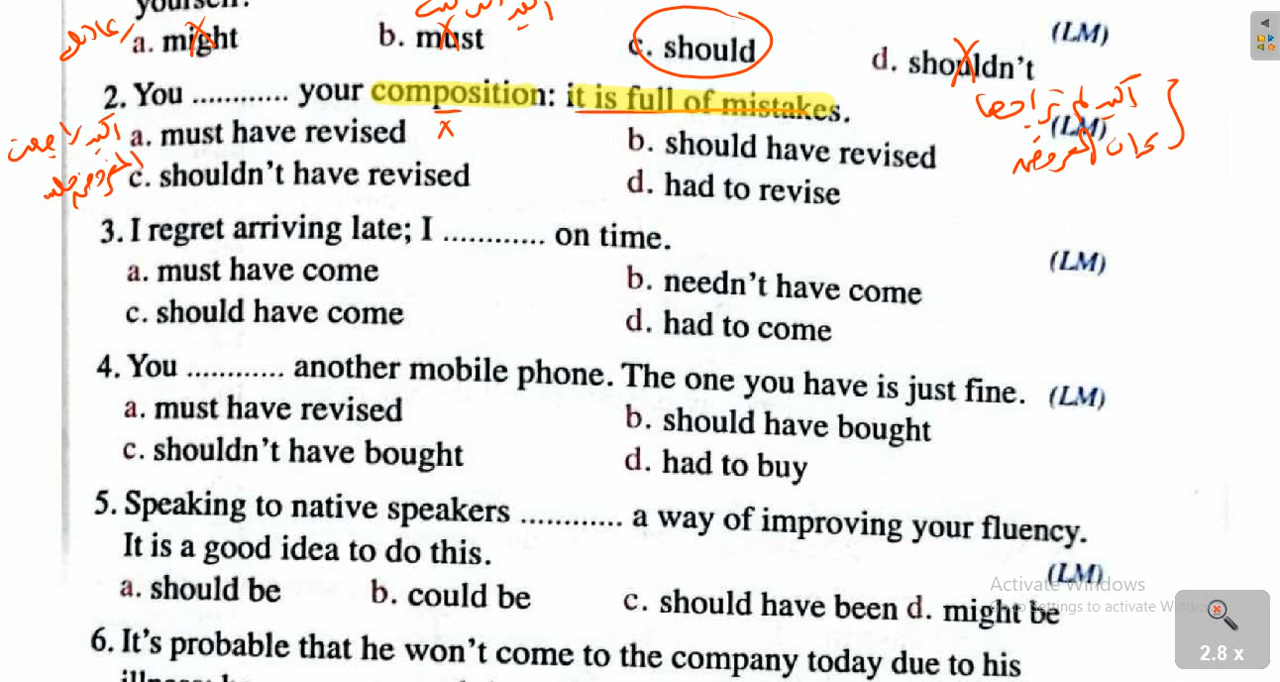 a. might b. must c. should d. shouldn't (LM)
2. You ............ your composition: it is full of mistakes. (LM)
a. must have revised b. should have revised
c. shouldn't have revised d. had to revise
3. I regret arriving late; I ............ on time. (LM)
a. must have come b. needn't have come
c. should have come d. had to come
4. You ............ another mobile phone. The one you have is just fine. (LM)
a. must have revised b. should have bought
c. shouldn't have bought d. had to buy
5. Speaking to native speakers ............ a way of improving your fluency.
It is a good idea to do this. (LM)
a. should be b. could be c. should have been d. might be
6. It's probable that he won't come to the company today due to his
Activate Windows
2.8 x